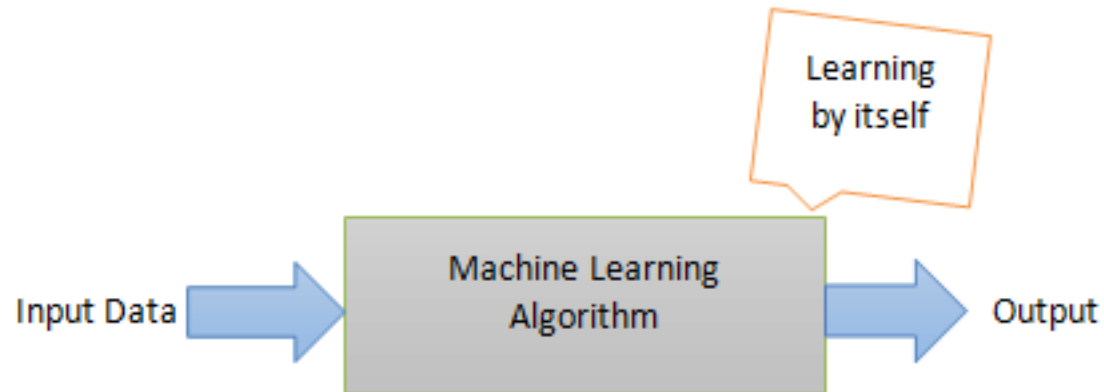 Learning
by itself
Machine Learning
Algorithm
Input Data
Output